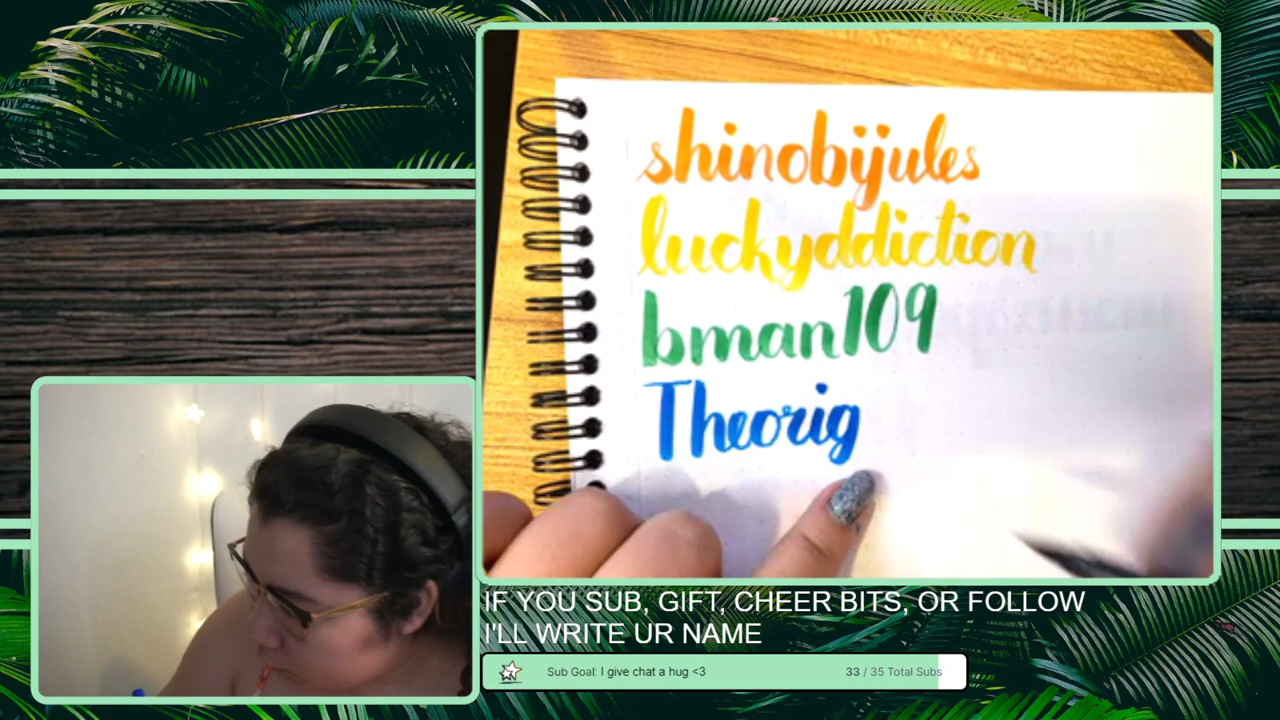 shinobijules
luckyddiction
bman109
Theorig
IF YOU SUB, GIFT, CHEER BITS, OR FOLLOW
I'LL WRITE UR NAME
Sub Goal: I give chat a hug <3
33 / 35 Total Subs